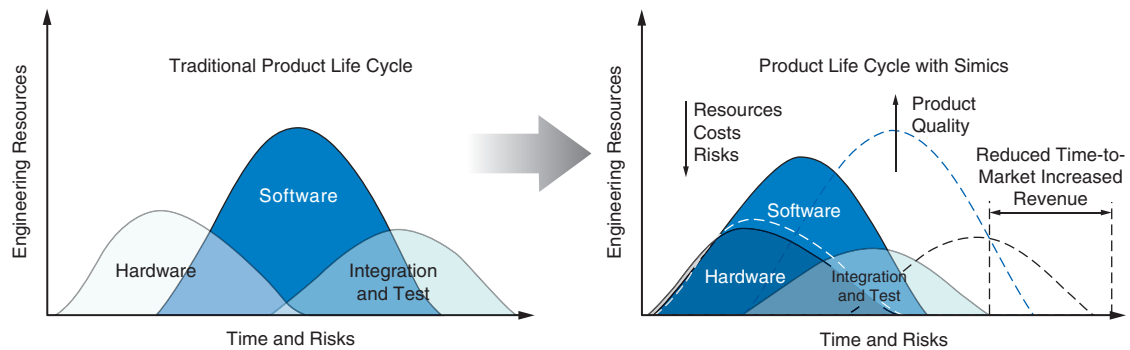 Traditional Product Life Cycle
Engineering Resources
Software
Hardware
Integration
and Test
Time and Risks
Product Life Cycle with Simics
Engineering Resources
Resources
Costs
Risks
Product
Quality
Reduced Time-to-
Market Increased
Revenue
Software
Hardware
Integration
and Test
Time and Risks